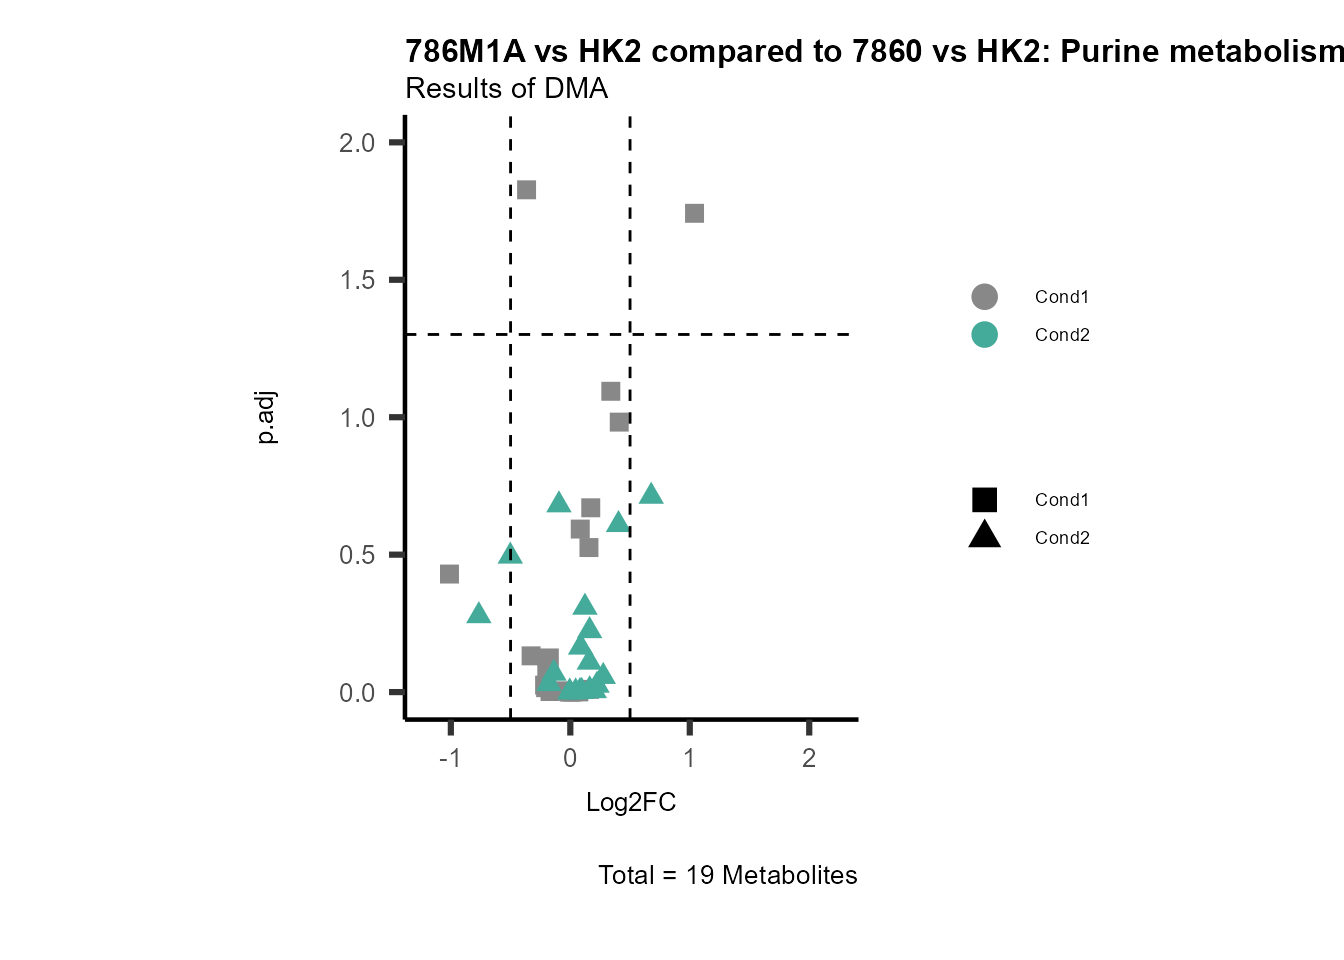 786M1A vs HK2 compared to 7860 vs HK2: Purine metabolism
Results of DMA
2.0
1.5
1.0
0.5
0.0
p.adj
-1
0
1
2
Log2FC
Cond1
Cond2
Cond1
Cond2
Total = 19 Metabolites